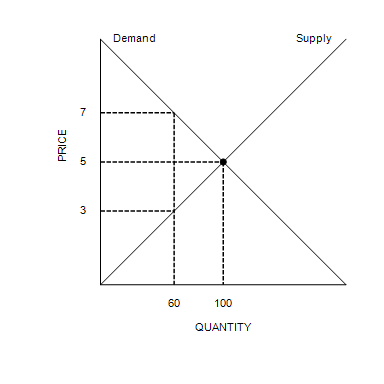 Demand
Supply
7
PRICE
5
3
60
100
QUANTITY